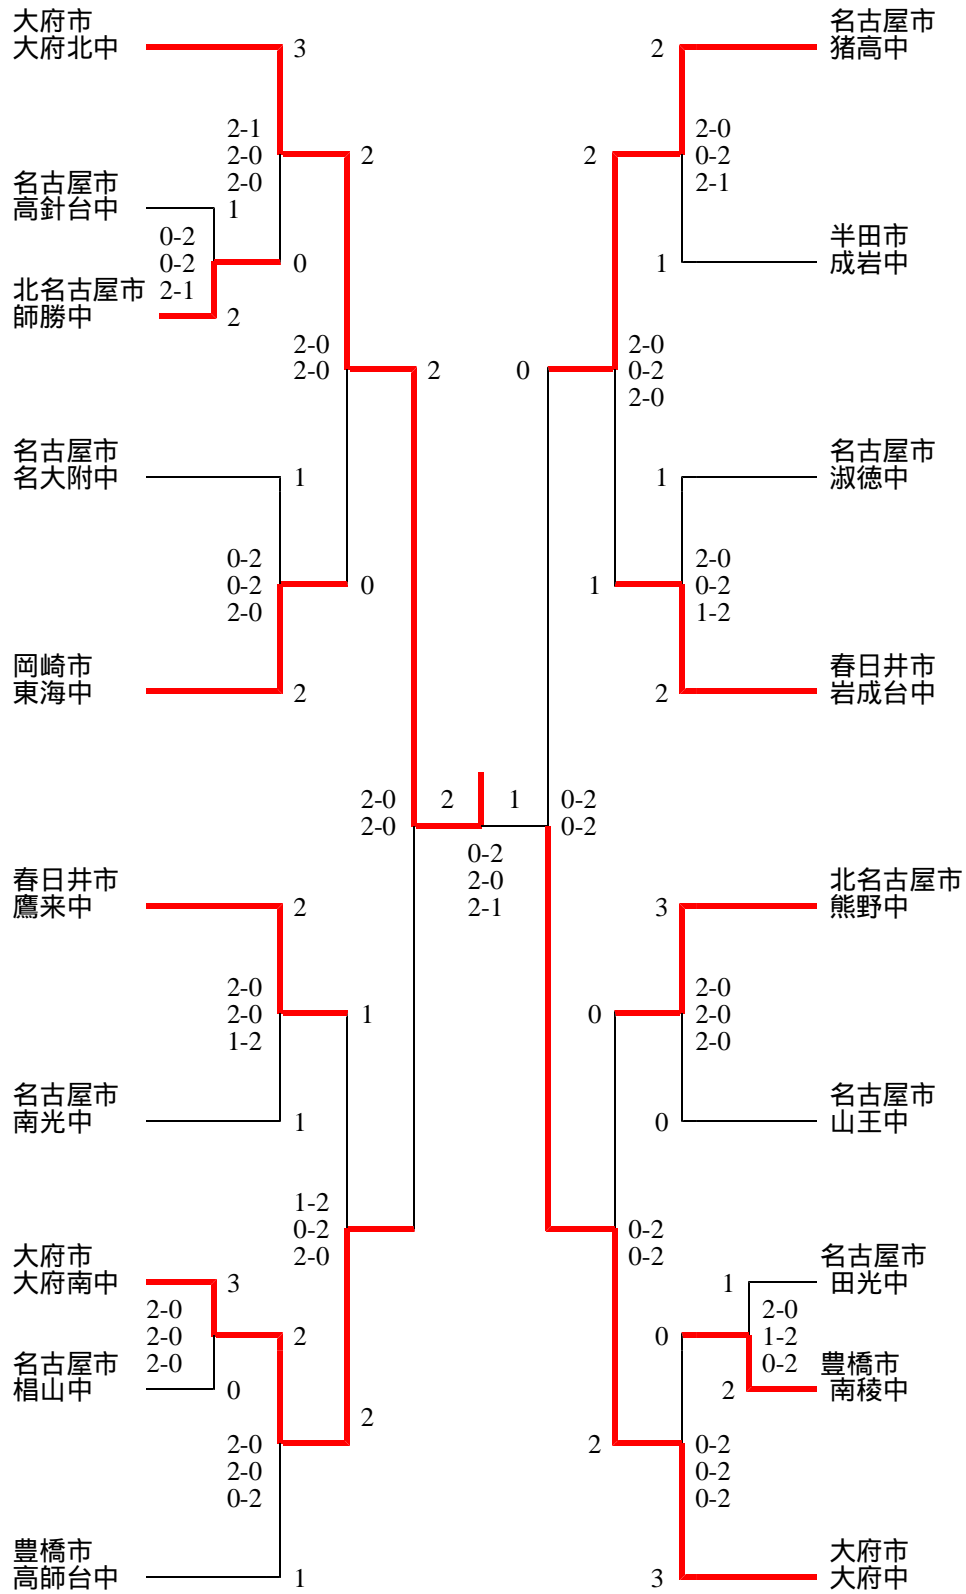 大府市
大府北中
3
2-1
2-0
2-0
2
名古屋市
高針台中
1
0-2
0-2
2-1
0
北名古屋市
師勝中
2
2-0
2-0
2
名古屋市
名大附中
1
0-2
0-2
2-0
0
岡崎市
東海中
2
2-0
2-0
2
1
0-2
2-0
2-1
春日井市
鷹来中
2
2-0
2-0
1-2
1
名古屋市
南光中
1
1-2
0-2
2-0
大府市
大府南中
3
2-0
2-0
2-0
2
名古屋市
椙山中
0
2
2-0
2-0
0-2
豊橋市
高師台中
1
名古屋市
猪高中
2
2-0
0-2
2-1
2
半田市
成岩中
1
2-0
0-2
2-0
0
名古屋市
淑徳中
1
2-0
0-2
1-2
1
春日井市
岩成台中
2
0-2
0-2
北名古屋市
熊野中
3
2-0
2-0
2-0
0
名古屋市
山王中
0
0-2
0-2
名古屋市
田光中
1
2-0
1-2
0-2
0
豊橋市
南稜中
2
2
0-2
0-2
0-2
大府市
大府中
3